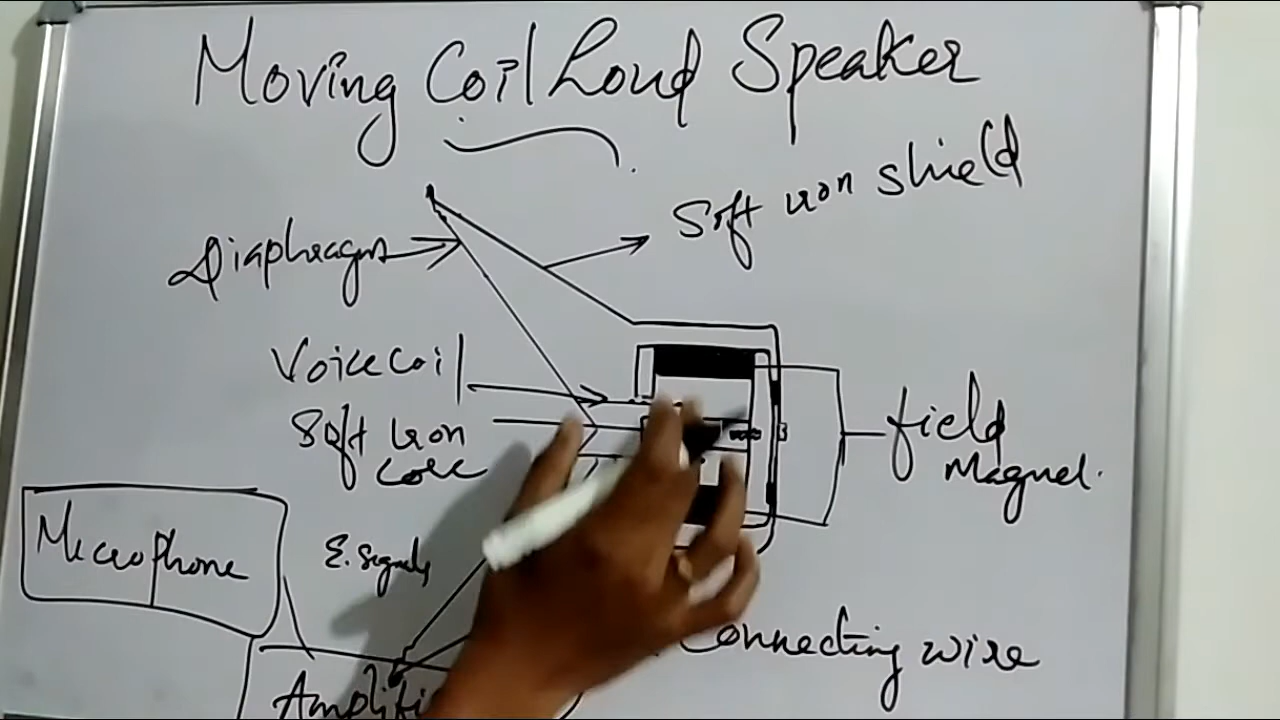 Moving Coil Loud Speaker
Soft iron shield
Diaphragm
Voice coil
Soft iron
core
field
Magnet.
Microphone
E. Signals
Connecting wire
Amplifi